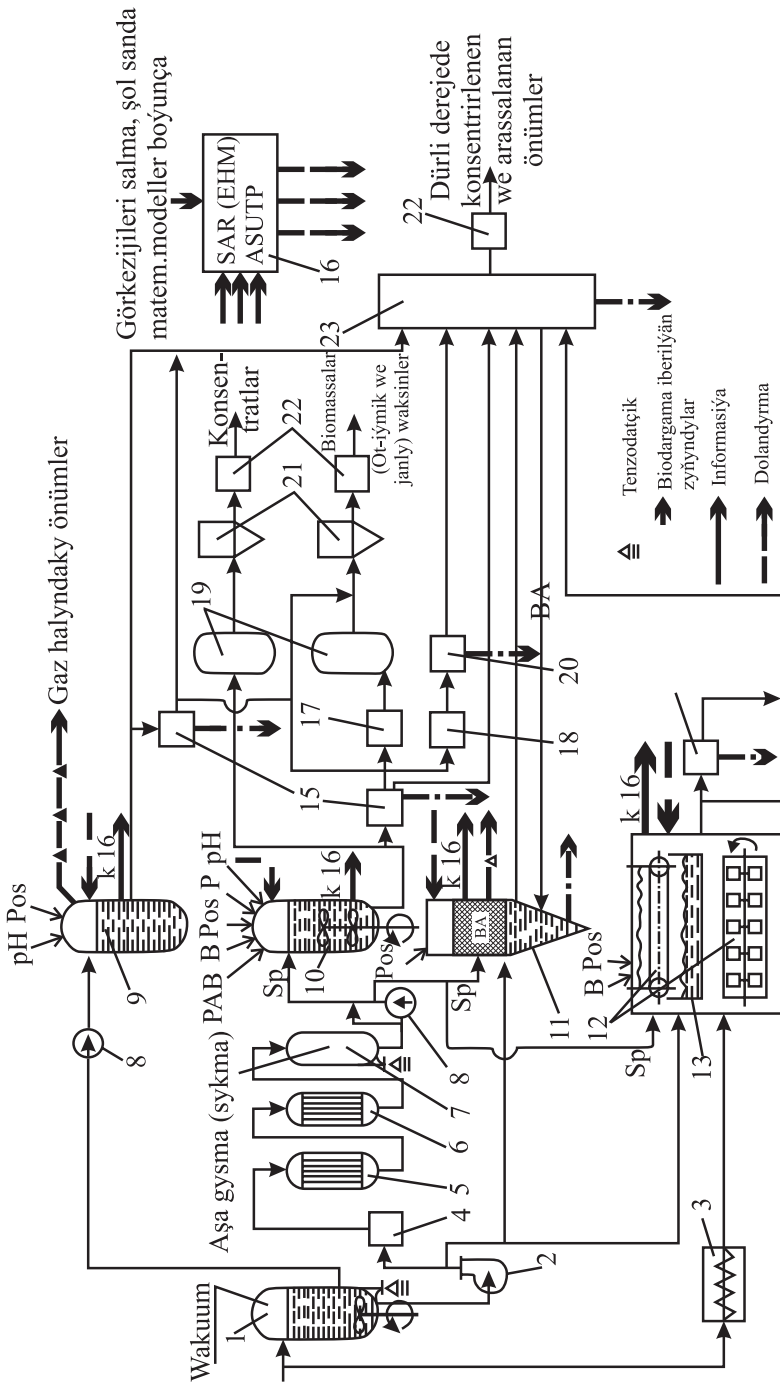 Wakuum
1
2
3
4
5
6
7
8
Aşa gysma (sykma)
8
pH Pos
9
k 16
Gaz halyndaky önümler
PAB B Pos P pH
Sp
10
k 16
Pos
Sp
BA
11
k 16
B Pos
Sp
12
13
k 16
15
17
18
19
20
21
22
Konsen-
tratlar
Biomassalar
(Ot-iýmik we
janly) waksinler
BA
23
Görkezijileri salma, şol sanda
matem.modeller boýunça
SAR (EHM)
ASUTP
16
22
Dürli derejede
konsentrirlenen
we arassalanan
önümler
Tenzodatçik
Biodargama iberilýän
zyňyndylar
Informasiýa
Dolandyrma